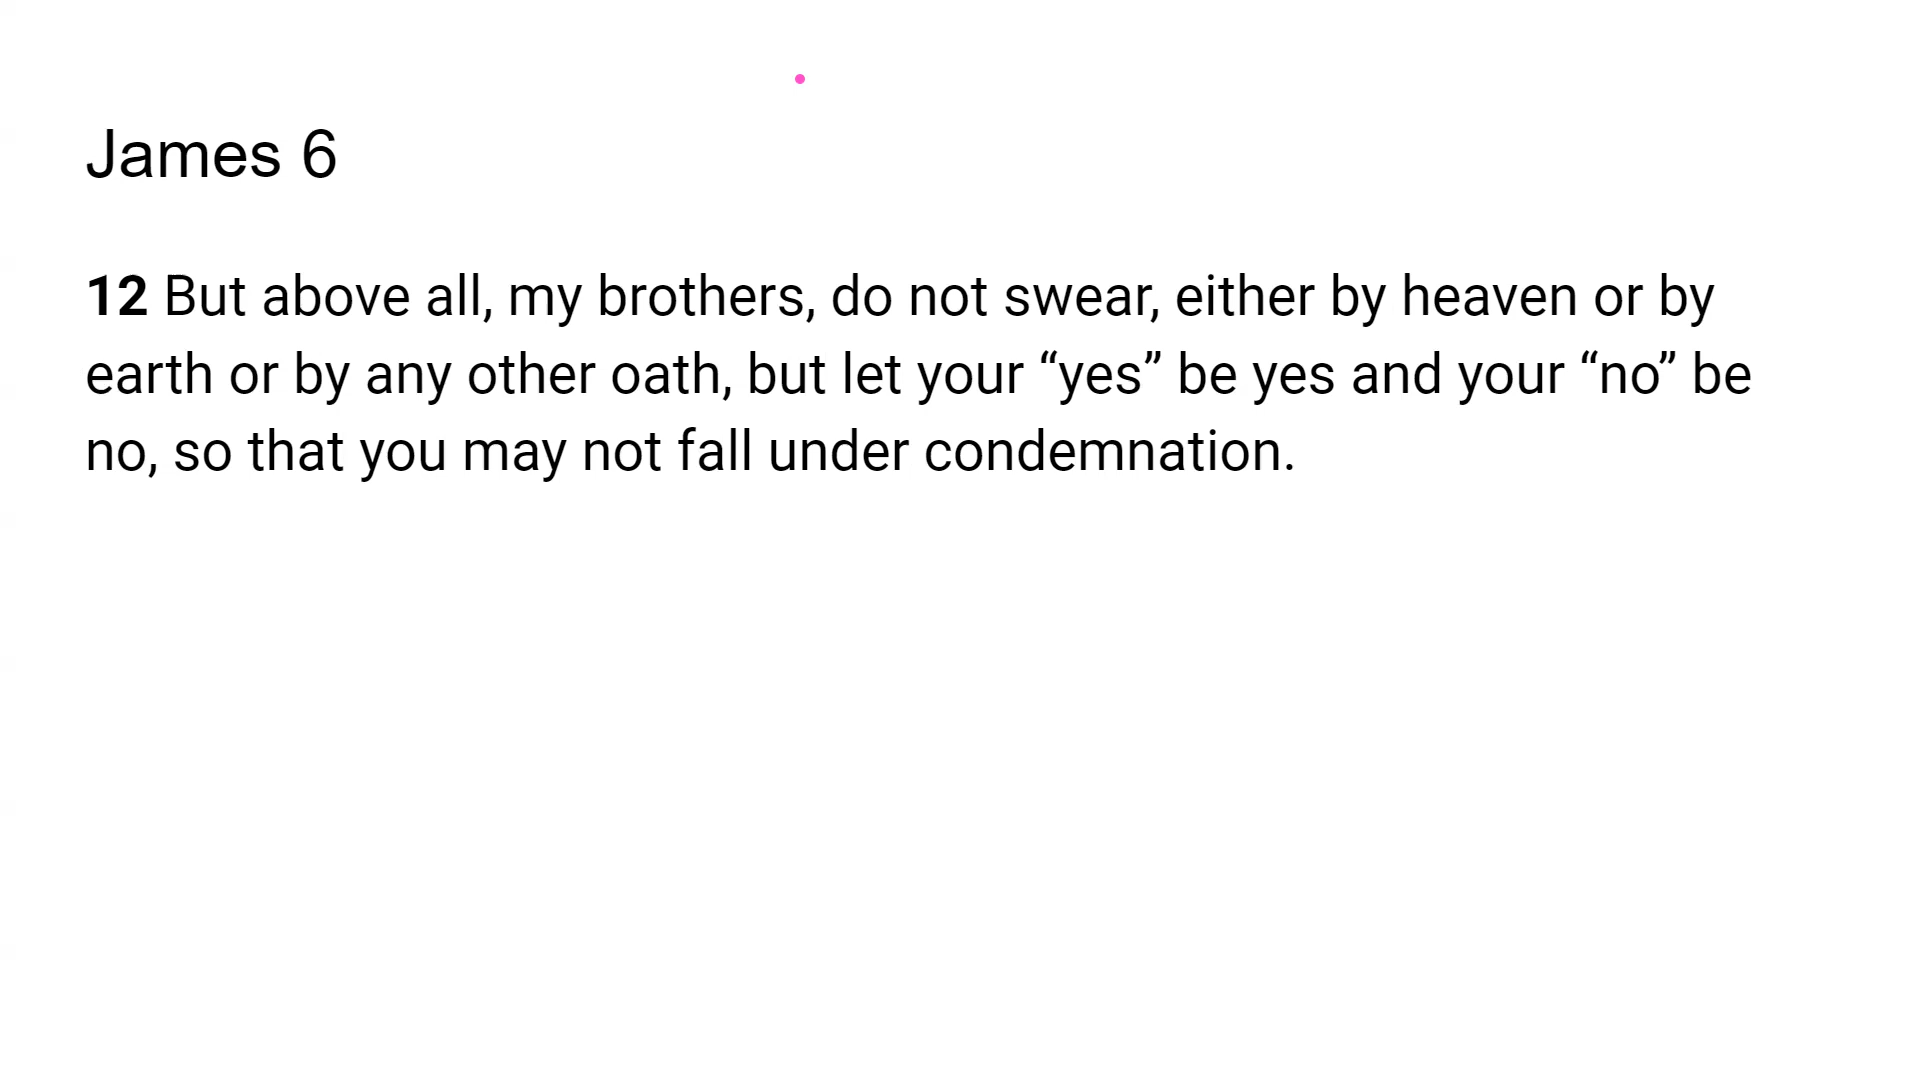 James 6
12 But above all, my brothers, do not swear, either by heaven or by
earth or by any other oath, but let your “yes” be yes and your “no” be
no, so that you may not fall under condemnation.